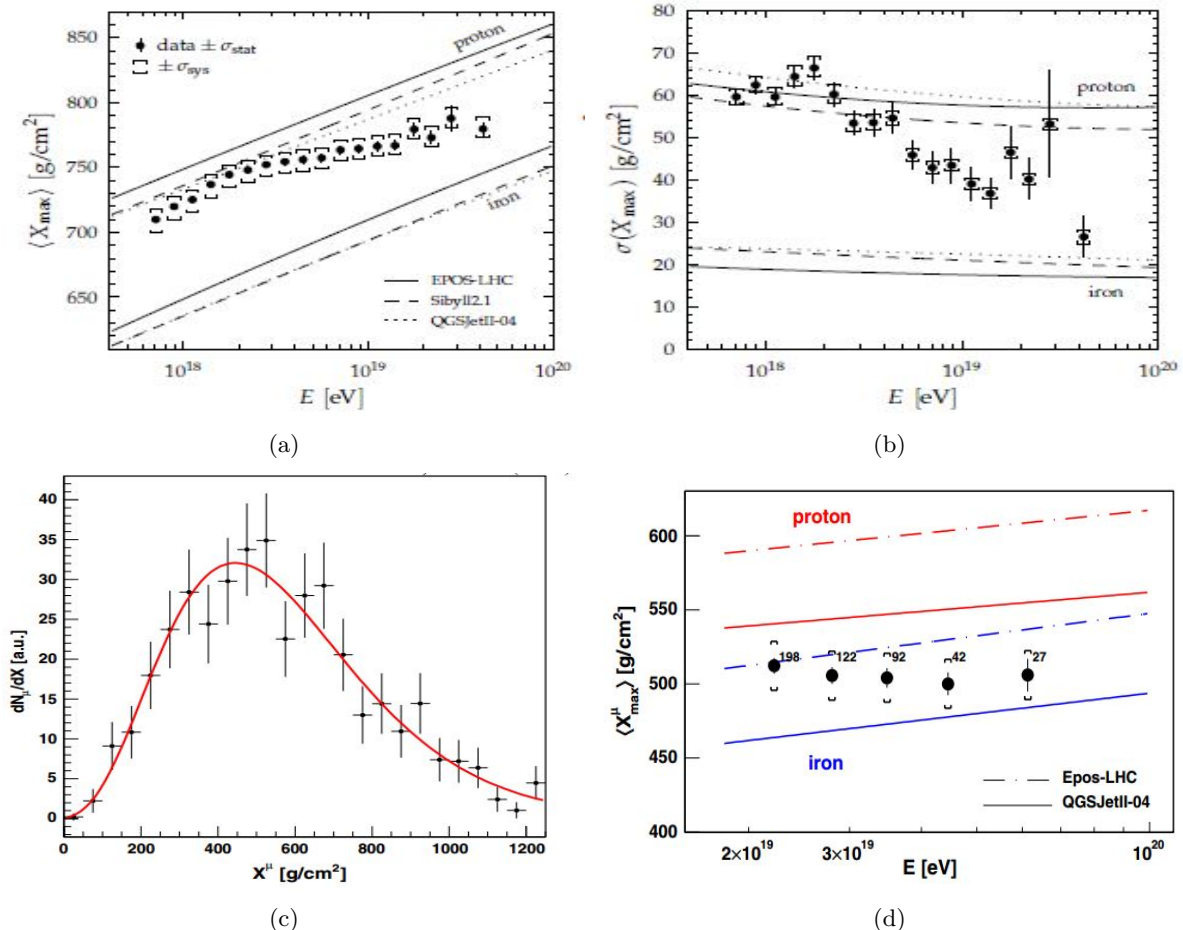 850
800
750
700
650
⟨Xmax⟩ [g/cm²]
data ± σstat
± σsys
proton
iron
EPOS-LHC
Sibyll2.1
QGSJetII-04
10¹⁸
10¹⁹
10²⁰
E [eV]
(a)
80
70
60
50
40
30
20
10
0
σ(Xmax) [g/cm²]
proton
iron
10¹⁸
10¹⁹
10²⁰
E [eV]
(b)
40
35
30
25
20
15
10
5
0
dNμ/dX [a.u.]
0
200
400
600
800
1000
1200
X^μ [g/cm²]
(c)
600
550
500
450
400
⟨X^μ_max⟩ [g/cm²]
proton
198
122
92
42
27
iron
Epos-LHC
QGSJetII-04
2×10¹⁹
3×10¹⁹
10²⁰
E [eV]
(d)